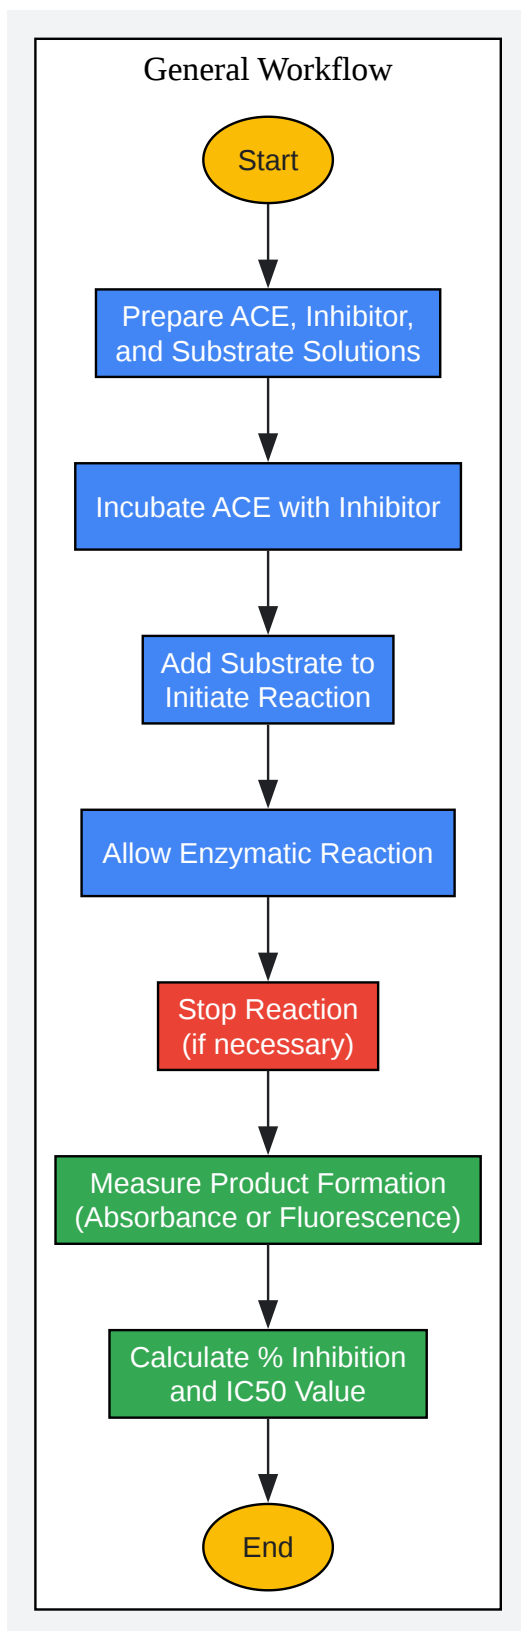 General Workflow
Start
Prepare ACE, Inhibitor,
and Substrate Solutions
Incubate ACE with Inhibitor
Add Substrate to
Initiate Reaction
Allow Enzymatic Reaction
Stop Reaction
(if necessary)
Measure Product Formation
(Absorbance or Fluorescence)
Calculate % Inhibition
and IC50 Value
End